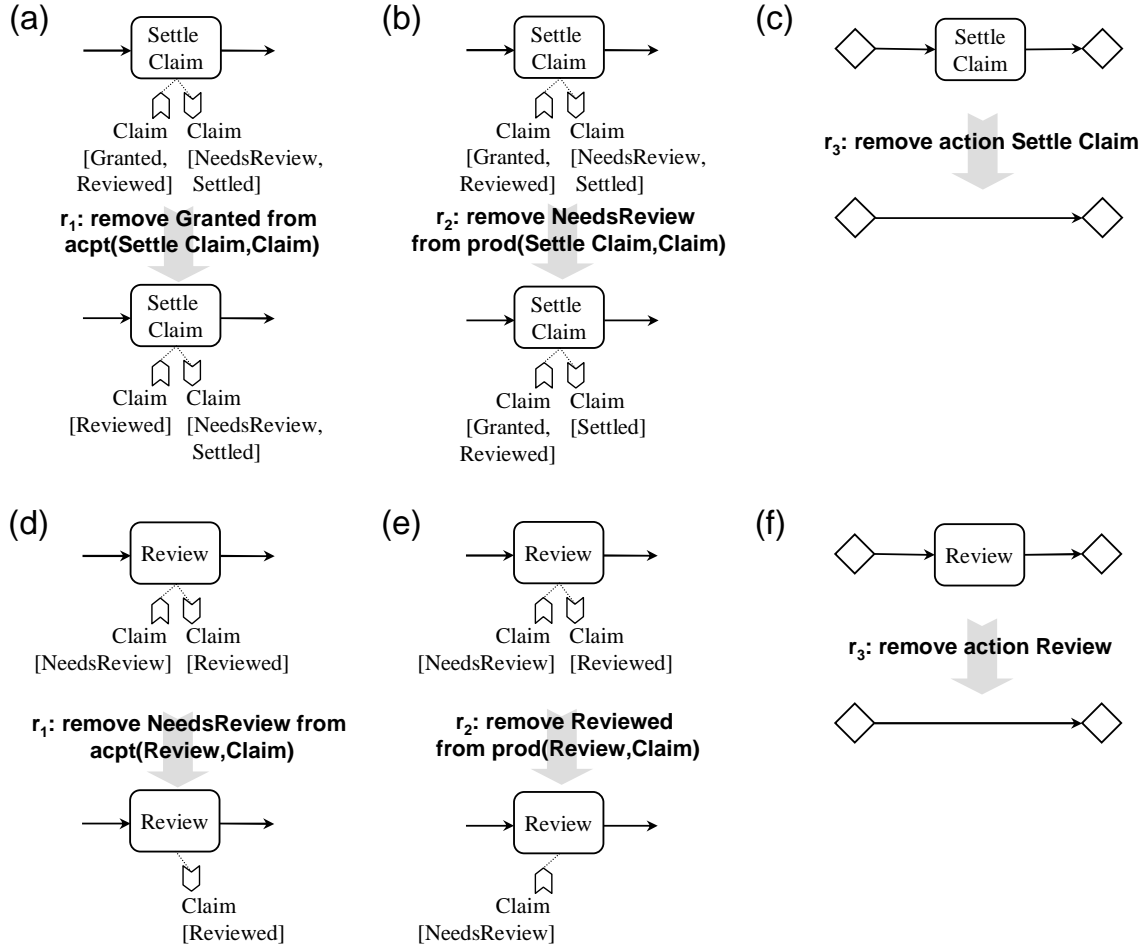 (a)
Settle
Claim
Claim
[Granted,
Reviewed]
Claim
[NeedsReview,
Settled]
r1: remove Granted from
acpt(Settle Claim,Claim)
Settle
Claim
Claim
[Reviewed]
Claim
[NeedsReview,
Settled]
(b)
Settle
Claim
Claim
[Granted,
Reviewed]
Claim
[NeedsReview,
Settled]
r2: remove NeedsReview
from prod(Settle Claim,Claim)
Settle
Claim
Claim
[Granted,
Reviewed]
Claim
[Settled]
(c)
Settle
Claim
r3: remove action Settle Claim
(d)
Review
Claim
[NeedsReview]
Claim
[Reviewed]
r1: remove NeedsReview from
acpt(Review,Claim)
Review
Claim
[Reviewed]
(e)
Review
Claim
[NeedsReview]
Claim
[Reviewed]
r2: remove Reviewed
from prod(Review,Claim)
Review
Claim
[NeedsReview]
(f)
Review
r3: remove action Review